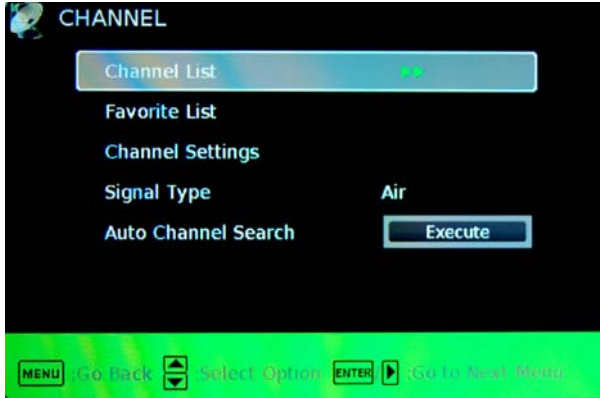 CHANNEL
Channel List
Favorite List
Channel Settings
Signal Type Air
Auto Channel Search Execute
MENU :Go Back :Select Option ENTER :Go To Next Menu